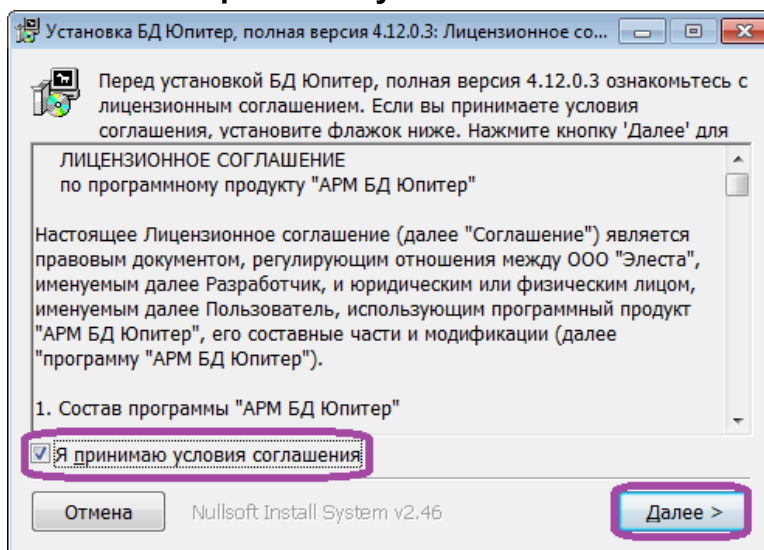 Установка БД Юпитер, полная версия 4.12.0.3: Лицензионное со...
Перед установкой БД Юпитер, полная версия 4.12.0.3 ознакомьтесь с
лицензионным соглашением. Если вы принимаете условия
соглашения, установите флажок ниже. Нажмите кнопку 'Далее' для
ЛИЦЕНЗИОННОЕ СОГЛАШЕНИЕ
по программному продукту "АРМ БД Юпитер"
Настоящее Лицензионное соглашение (далее "Соглашение") является
правовым документом, регулирующим отношения между ООО "Элеста",
именуемым далее Разработчик, и юридическим или физическим лицом,
именуемым далее Пользователь, использующим программный продукт
"АРМ БД Юпитер", его составные части и модификации (далее
"программу "АРМ БД Юпитер").
1. Состав программы "АРМ БД Юпитер"
Я принимаю условия соглашения
Отмена
Nullsoft Install System v2.46
Далее >